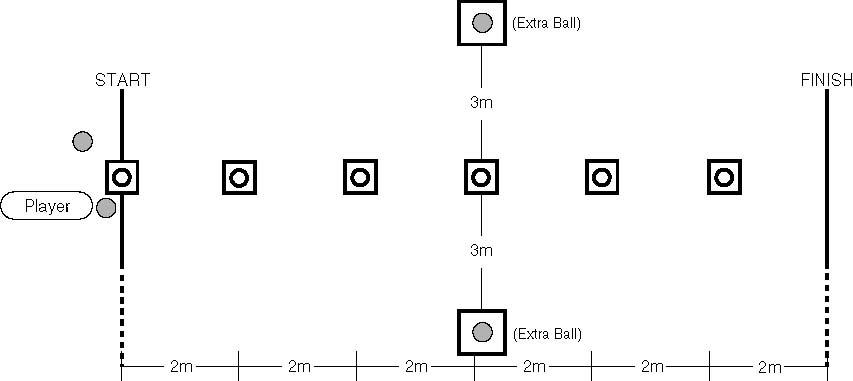 (Extra Ball)
START
FINISH
3m
Player
3m
(Extra Ball)
2m
2m
2m
2m
2m
2m